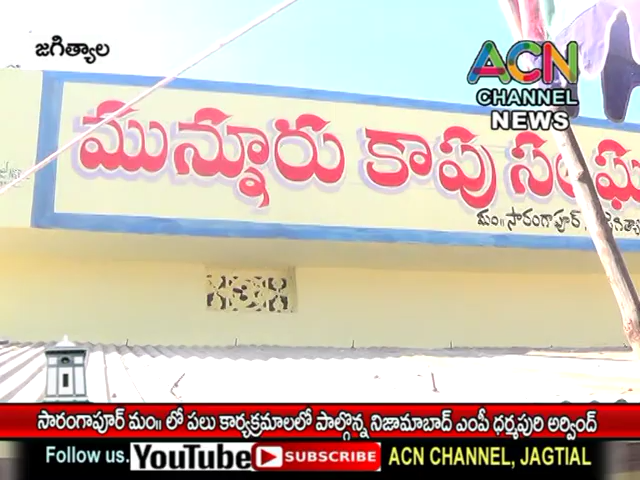 జగిత్యాల
ACN
CHANNEL
NEWS
మున్నూరు కాపు సంఘ
మం॥ సారంగాపూర్
సారంగాపూర్ మం॥ లో పలు కార్యక్రమాలలో పాల్గొన్న నిజామాబాద్ ఎంపీ ధర్మపురి అర్వింద్
Follow us. YouTube SUBSCRIBE ACN CHANNEL, JAGTIAL